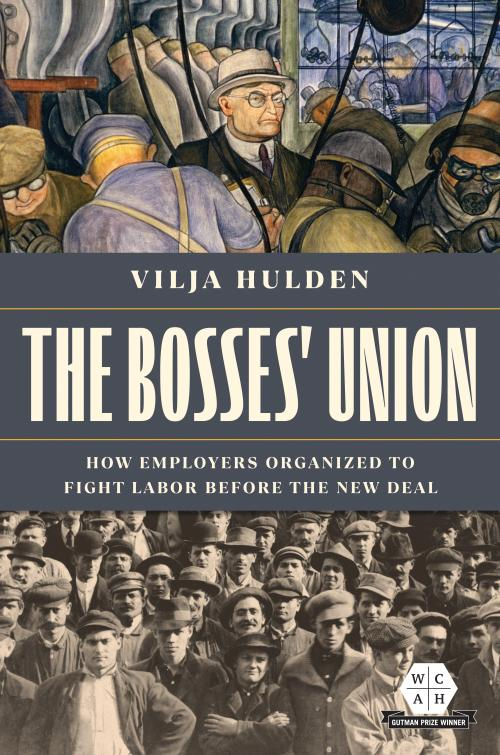 VILJA HULDEN
THE BOSSES' UNION
HOW EMPLOYERS ORGANIZED TO
FIGHT LABOR BEFORE THE NEW DEAL
W C
A H
GUTMAN PRIZE WINNER